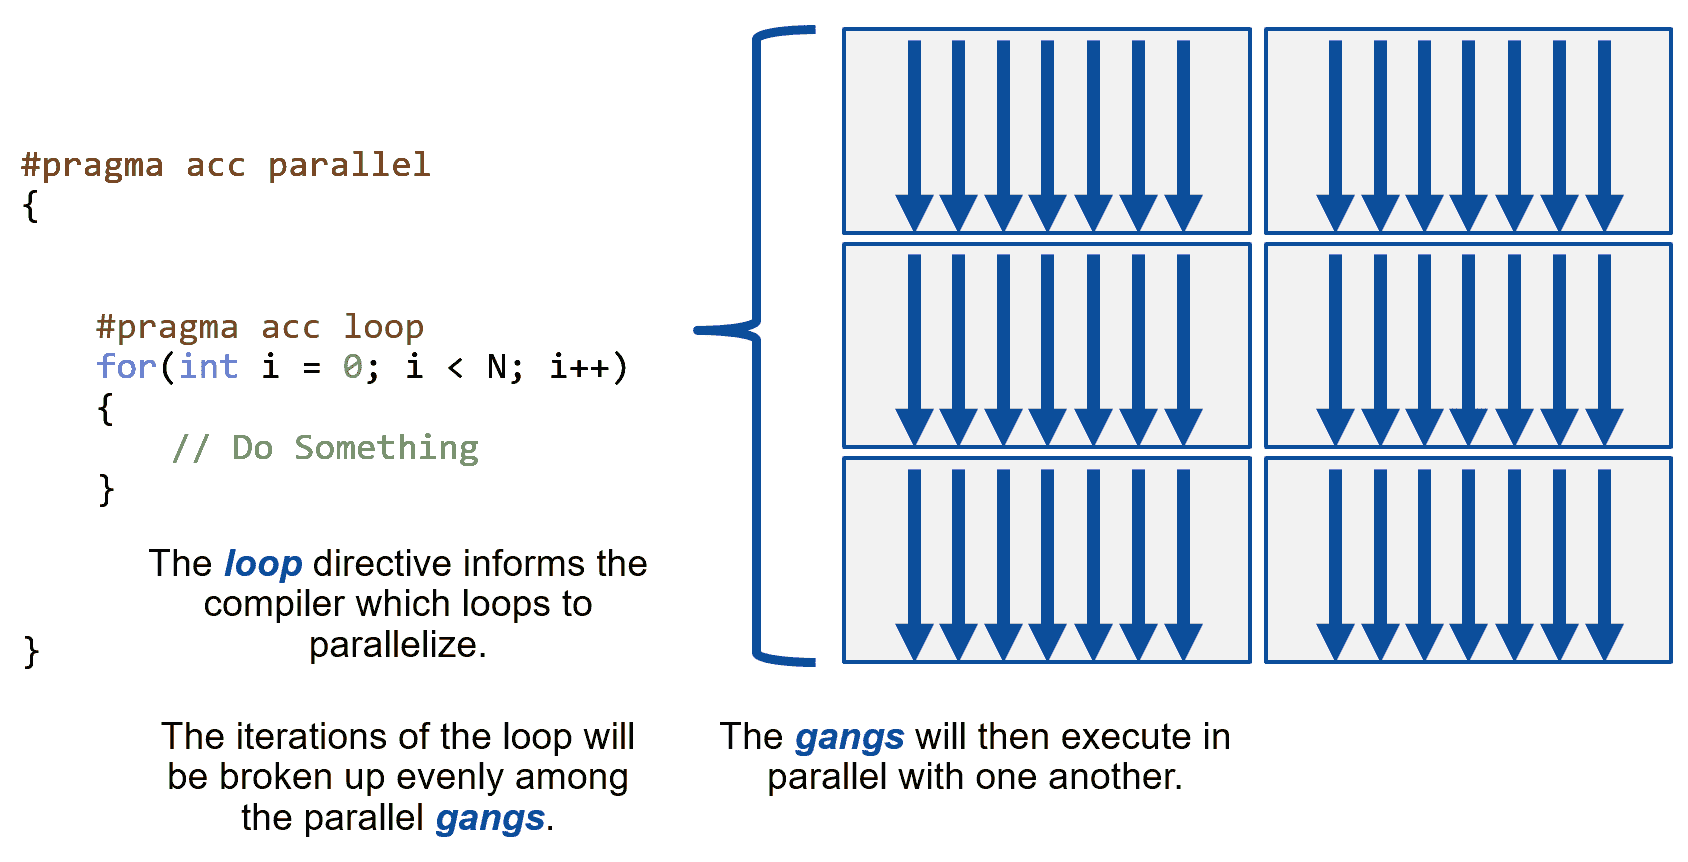 #pragma acc parallel
{
#pragma acc loop
for(int i = 0; i < N; i++)
{
// Do Something
}
The loop directive informs the
compiler which loops to
parallelize.
}
The iterations of the loop will
be broken up evenly among
the parallel gangs.
The gangs will then execute in
parallel with one another.